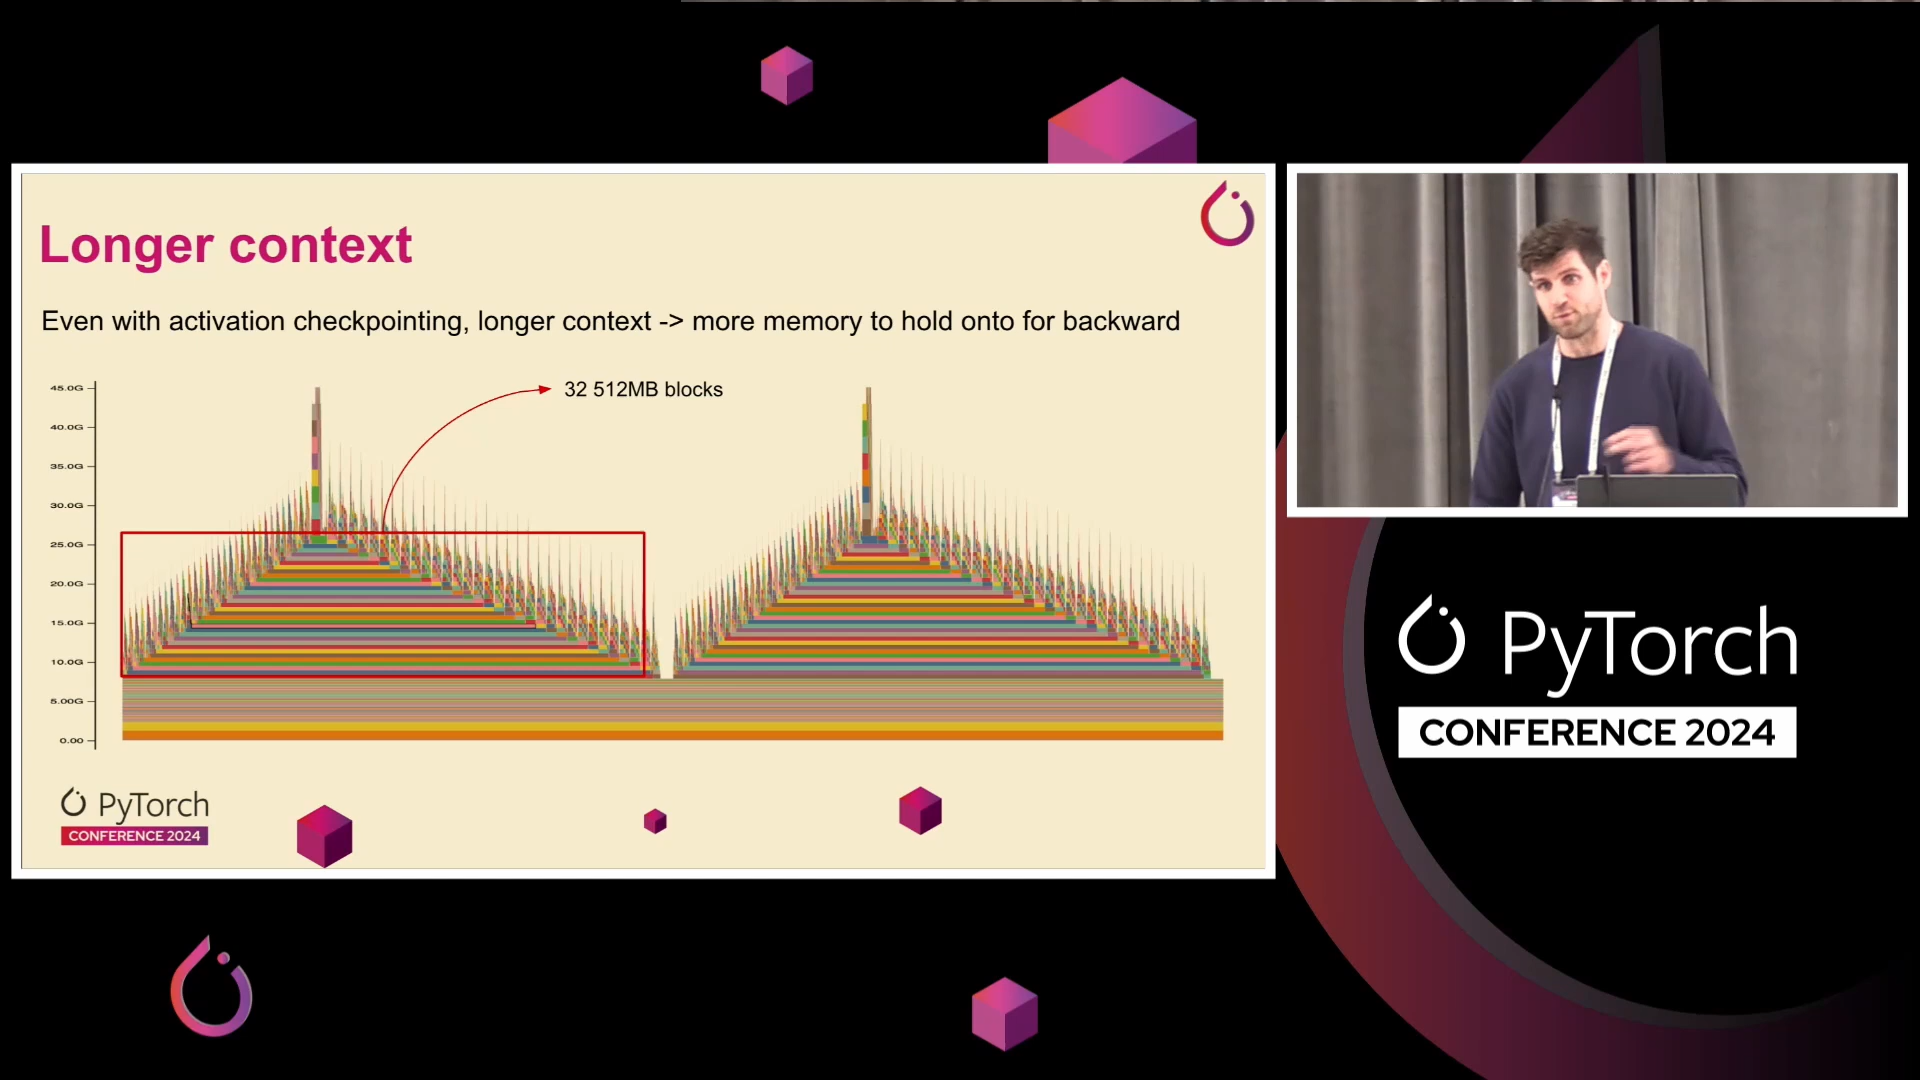 Longer context
Even with activation checkpointing, longer context -> more memory to hold onto for backward
32 512MB blocks
45.0G
40.0G
35.0G
30.0G
25.0G
20.0G
15.0G
10.0G
5.00G
0.00
PyTorch
CONFERENCE 2024
PyTorch
CONFERENCE 2024